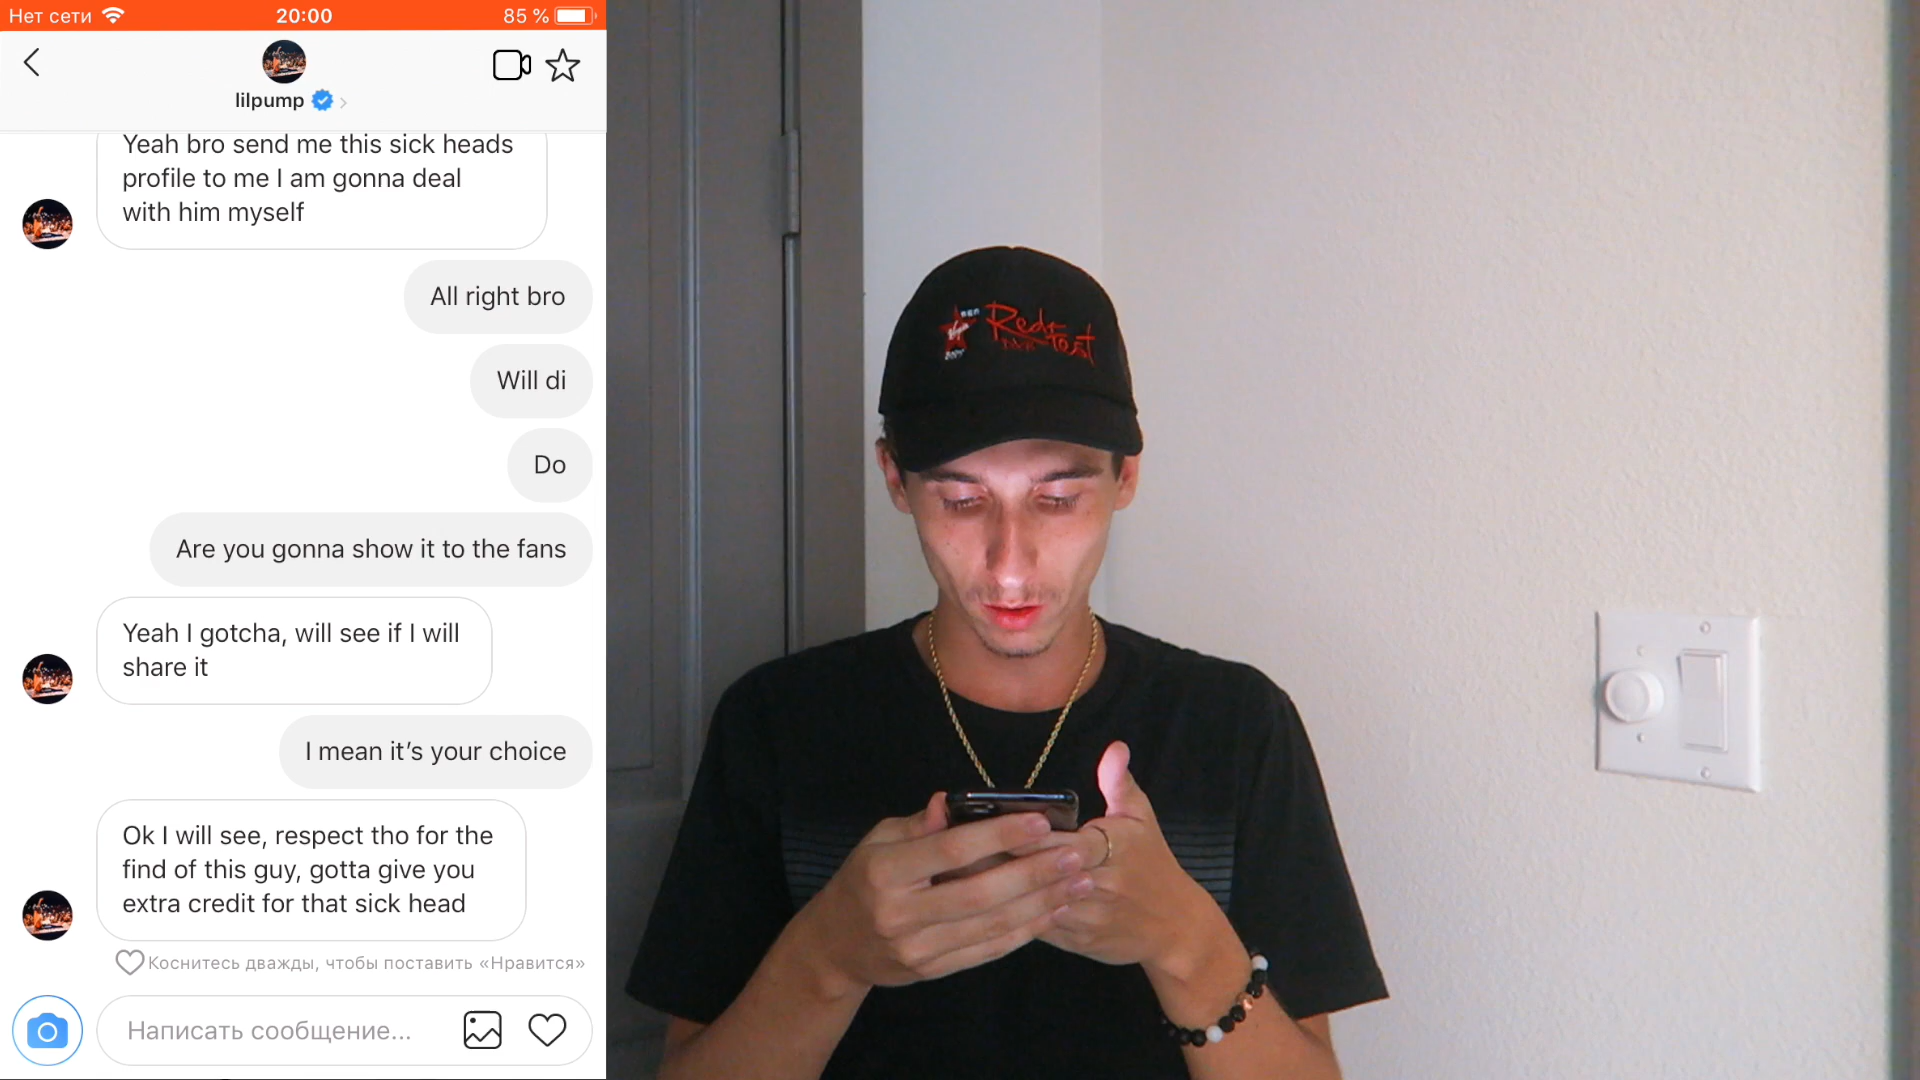 Нет сети
20:00
85 %
lilpump
Yeah bro send me this sick heads
profile to me I am gonna deal
with him myself
All right bro
Will di
Do
Are you gonna show it to the fans
Yeah I gotcha, will see if I will
share it
I mean it’s your choice
Ok I will see, respect tho for the
find of this guy, gotta give you
extra credit for that sick head
Коснитесь дважды, чтобы поставить «Нравится»
Написать сообщение...
Virgin
Red
Fest